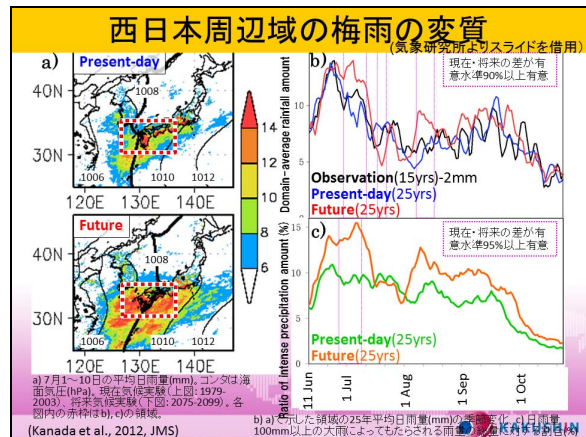 西日本周辺域の梅雨の変質
(気象研究所よりスライドを借用)
a)
Present-day
40N
30N
1008
1006
1010
1012
120E
130E
140E
Future
40N
30N
1008
1006
1010
1012
120E
130E
140E
14
12
10
8
6
b)
Domain-average rainfall amount
10
5
0
現在・将来の差が有
意水準90%以上有意
Observation(15yrs)-2mm
Present-day(25yrs)
Future(25yrs)
c)
Ratio of intense precipitation amount (%)
15
10
5
0
現在・将来の差が有
意水準95%以上有意
Present-day(25yrs)
Future(25yrs)
11 Jun
1 Jul
1 Aug
1 Sep
1 Oct
a) 7月1~10日の平均日雨量(mm)。コンタは海
面気圧(hPa)。現在気候実験(上図:1979-
2003)、将来気候実験(下図:2075-2099)。各
図内の赤枠はb), c)の領域。
(Kanada et al., 2012, JMS)
b) a)で示した領域の25年平均日雨量(mm)の季節変化 c)日雨量
100mm以上の大雨によってもたらされる雨量の
KAKUSHIN